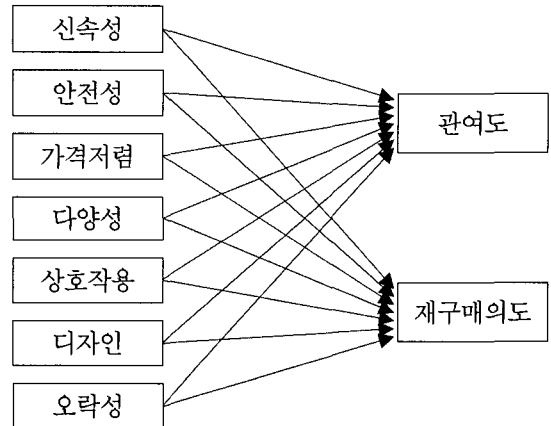 신속성
안전성
가격저렴
다양성
상호작용
디자인
오락성
관여도
재구매의도